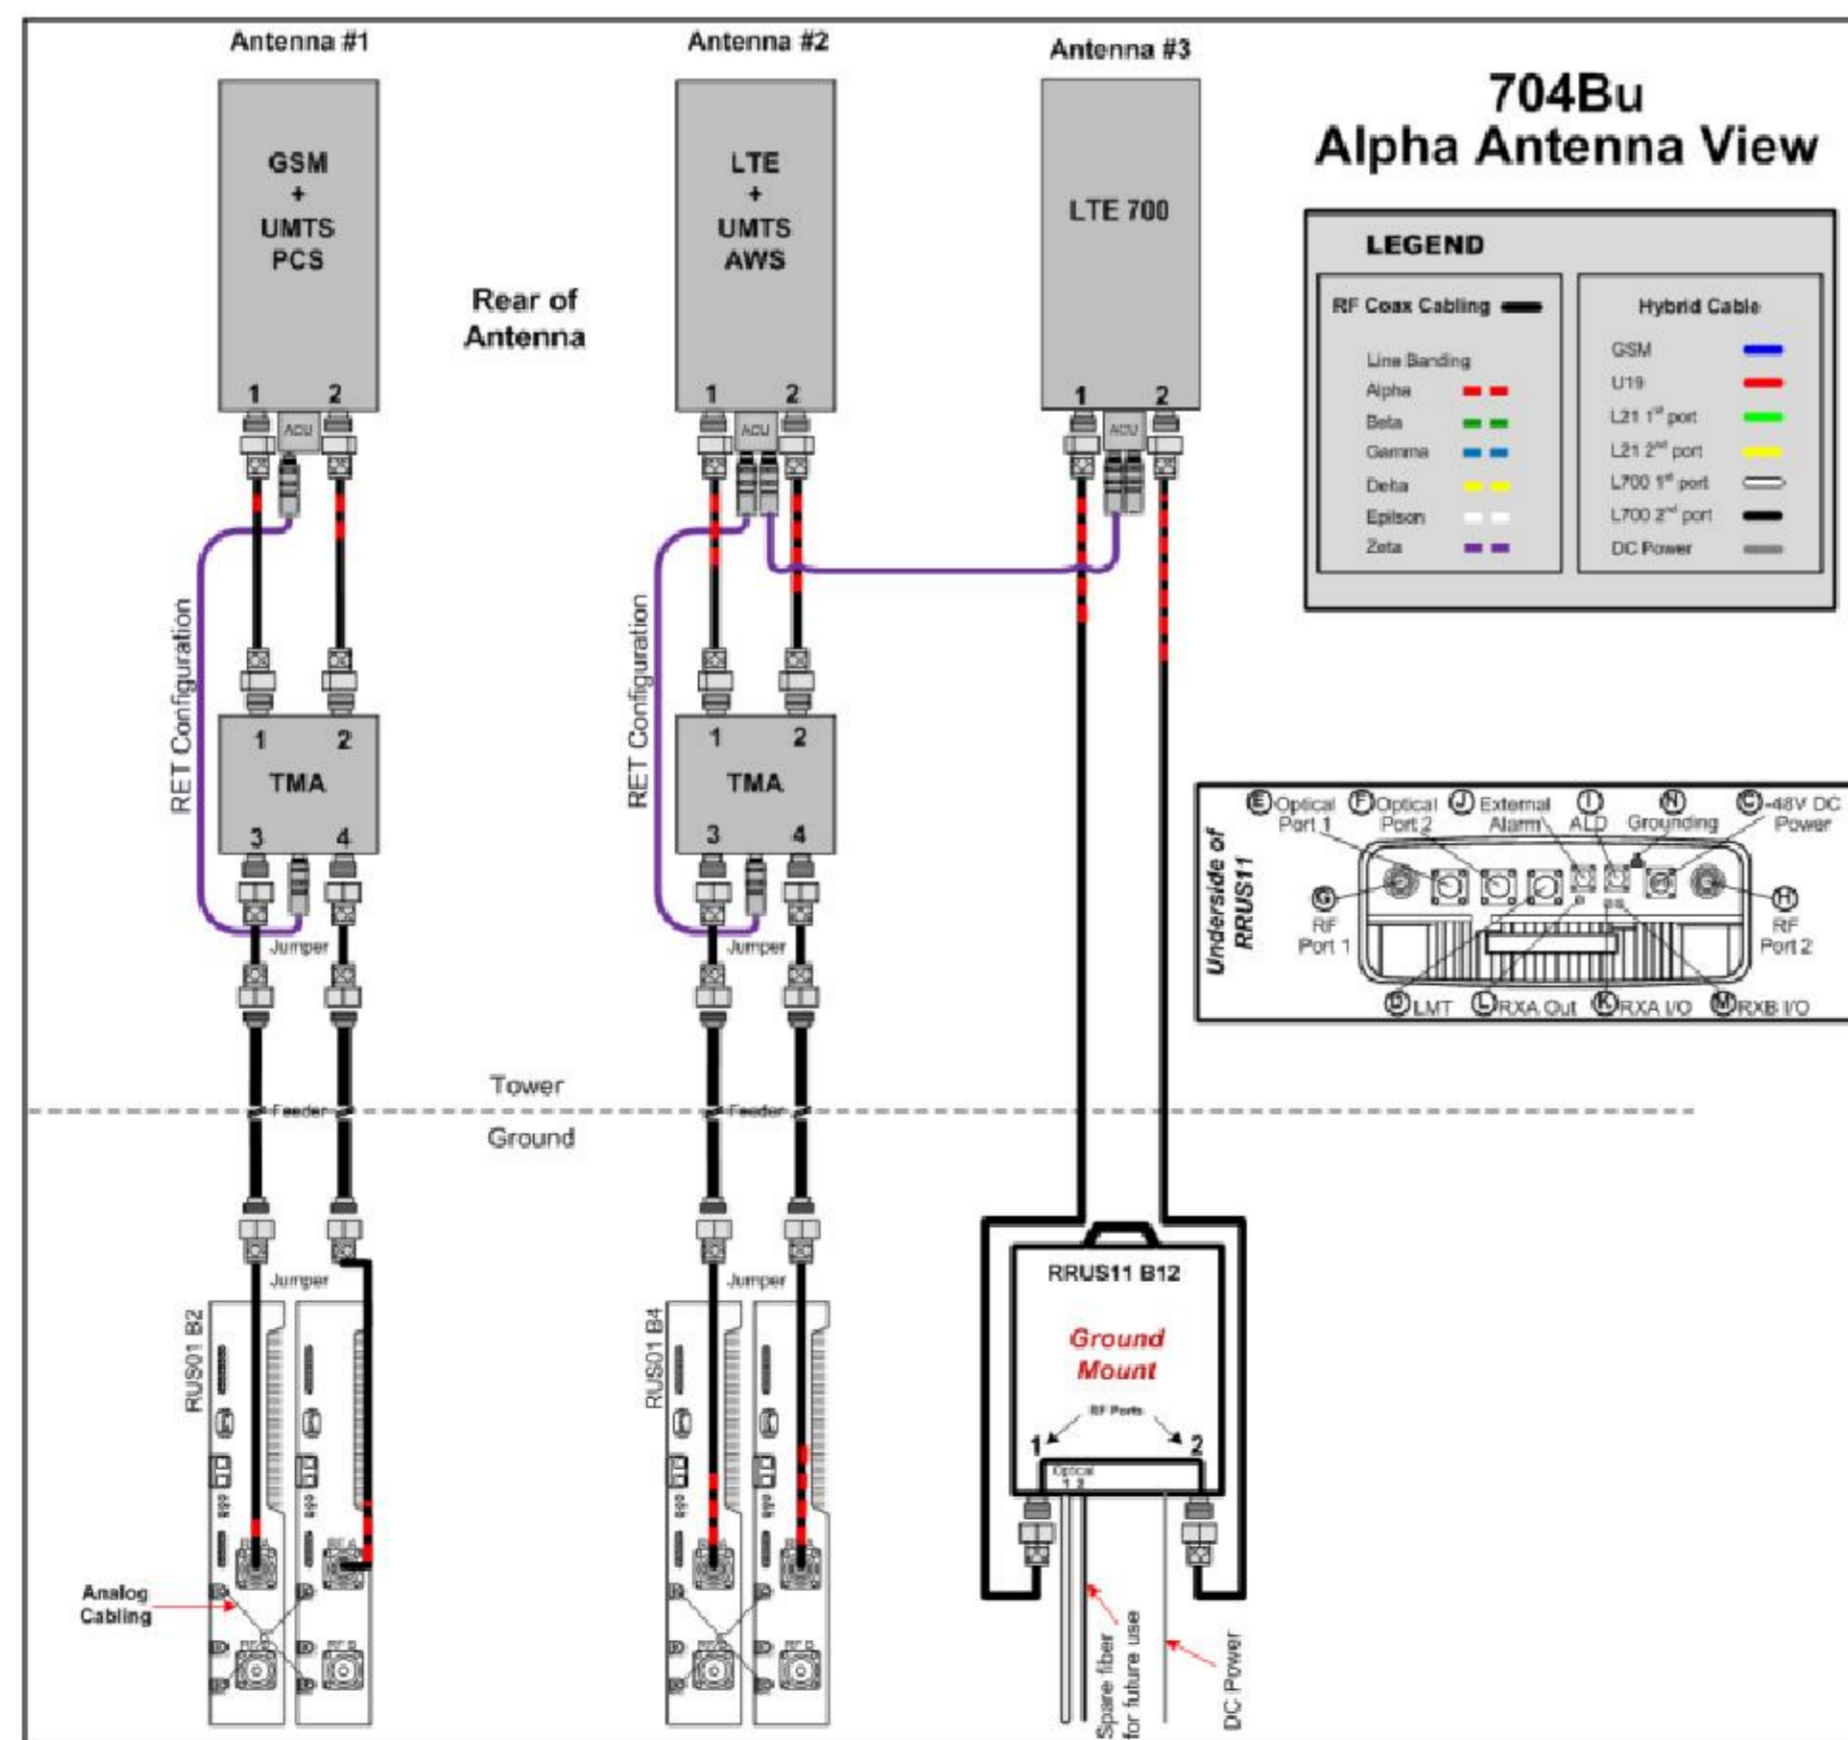 Antenna #1
Antenna #2
Antenna #3
704Bu
Alpha Antenna View
GSM
+
UMTS
PCS
LTE
+
UMTS
AWS
LTE 700
Rear of
Antenna
1
2
ACU
1
2
ACU
1
2
ACU
LEGEND
RF Coax Cabling
Line Banding
Alpha
Beta
Gamma
Delta
Epilson
Zeta
Hybrid Cable
GSM
U19
L21 1st port
L21 2nd port
L700 1st port
L700 2nd port
DC Power
RET Configuration
1
2
TMA
3
4
Jumper
RET Configuration
1
2
TMA
3
4
Jumper
Underside of
RRUS11
E Optical
Port 1
F Optical
Port 2
J External
Alarm
I
ALD
N
Grounding
C -48V DC
Power
G
RF
Port 1
H
RF
Port 2
D LMT
L RXA Out
K RXA I/O
M RXB I/O
Tower
Feeder
Feeder
Ground
Jumper
Jumper
RUS01 B2
RUS01 B4
RRUS11 B12
Ground
Mount
RF Ports
1
2
Optical
1 2
Analog
Cabling
Spare fiber
for future use
DC Power